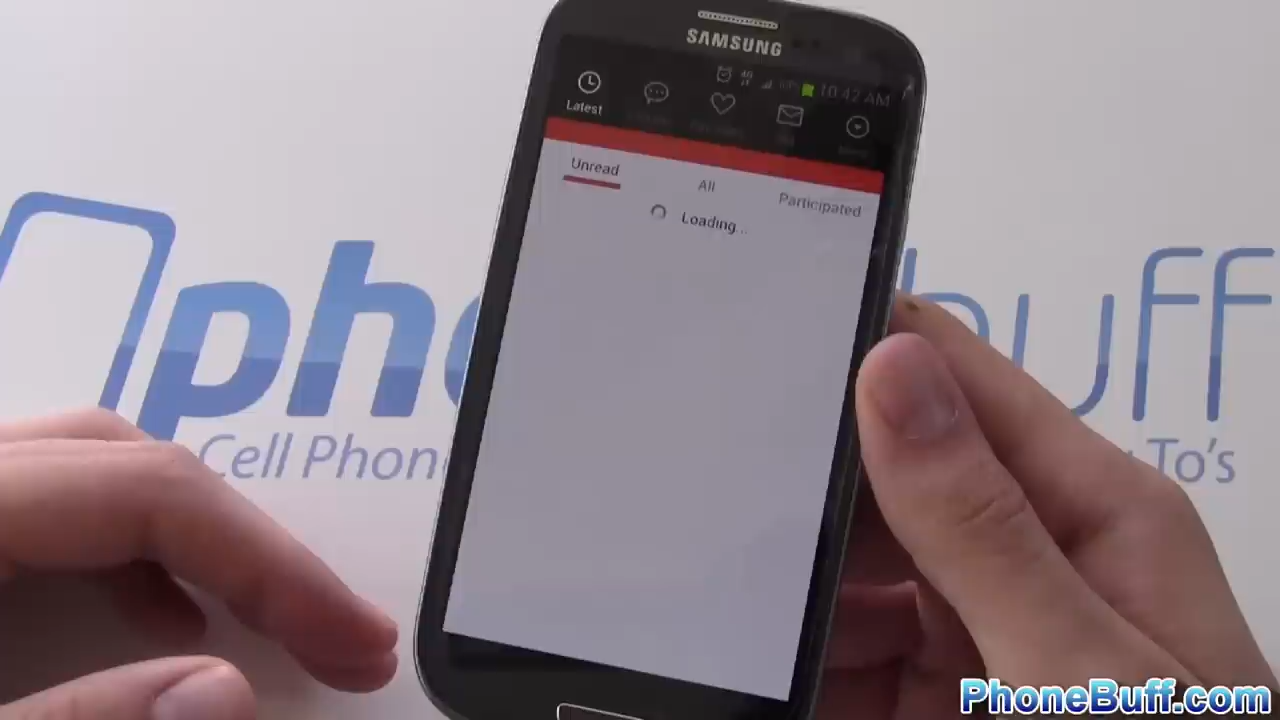 SAMSUNG
10:42 AM
Latest
Unread
All
Participated
Loading...
Cell Phone
To's
PhoneBuff.com